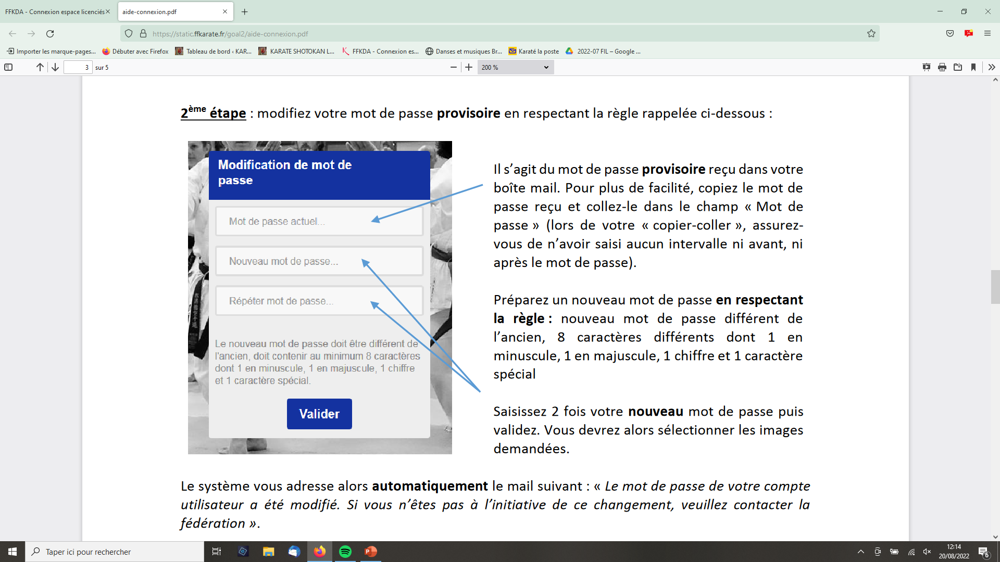 FFKDA - Connexion espace licenciés
aide-connexion.pdf
https://static.ffkarate.fr/goal2/aide-connexion.pdf
Importer les marque-pages...
Débuter avec Firefox
Tableau de bord ‹ KAR...
KARATE SHOTOKAN L...
FFKDA - Connexion es...
Danses et musiques Br...
Karaté la poste
2022-07 FIL – Google ...
3 sur 5
200 %
2ème étape : modifiez votre mot de passe provisoire en respectant la règle rappelée ci-dessous :
Modification de mot de
passe
Mot de passe actuel...
Nouveau mot de passe...
Répéter mot de passe...
Le nouveau mot de passe doit être différent de
l'ancien, doit contenir au minimum 8 caractères
dont 1 en minuscule, 1 en majuscule, 1 chiffre
et 1 caractère spécial.
Valider
Il s’agit du mot de passe provisoire reçu dans votre
boîte mail. Pour plus de facilité, copiez le mot de
passe reçu et collez-le dans le champ « Mot de
passe » (lors de votre « copier-coller », assurez-
vous de n’avoir saisi aucun intervalle ni avant, ni
après le mot de passe).
Préparez un nouveau mot de passe en respectant
la règle : nouveau mot de passe différent de
l’ancien, 8 caractères différents dont 1 en
minuscule, 1 en majuscule, 1 chiffre et 1 caractère
spécial
Saisissez 2 fois votre nouveau mot de passe puis
validez. Vous devrez alors sélectionner les images
demandées.
Le système vous adresse alors automatiquement le mail suivant : « Le mot de passe de votre compte
utilisateur a été modifié. Si vous n’êtes pas à l’initiative de ce changement, veuillez contacter la
fédération ».
Taper ici pour rechercher
12:14
20/08/2022
6